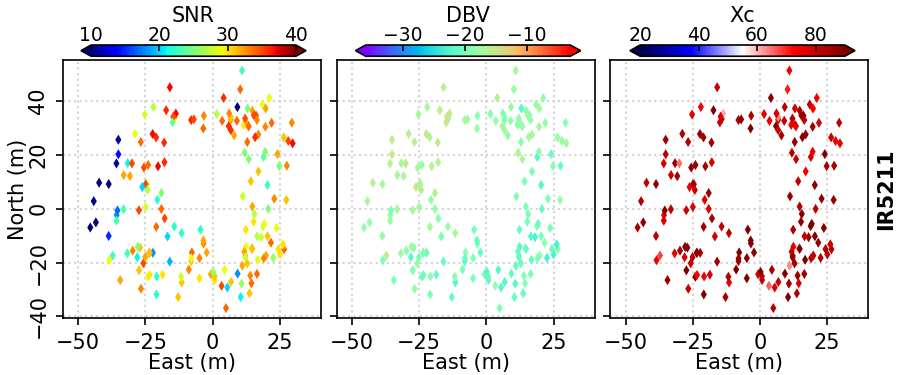 SNR DBV Xc
10 20 30 40 −30 −20 −10 20 40 60 80
40
20
0
−20
−40
North (m)
−50 −25 0 25 −50 −25 0 25 −50 −25 0 25
East (m) East (m) East (m)
IR5211